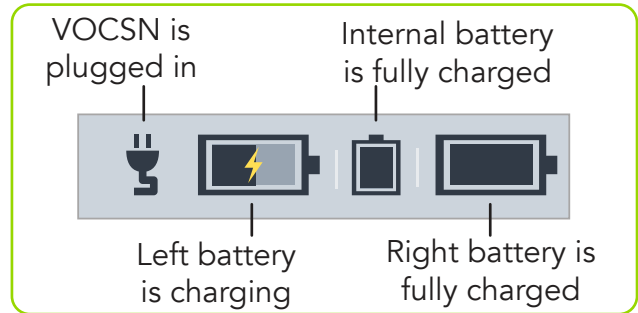 VOCSN is
plugged in
Internal battery
is fully charged
Left battery
is charging
Right battery is
fully charged